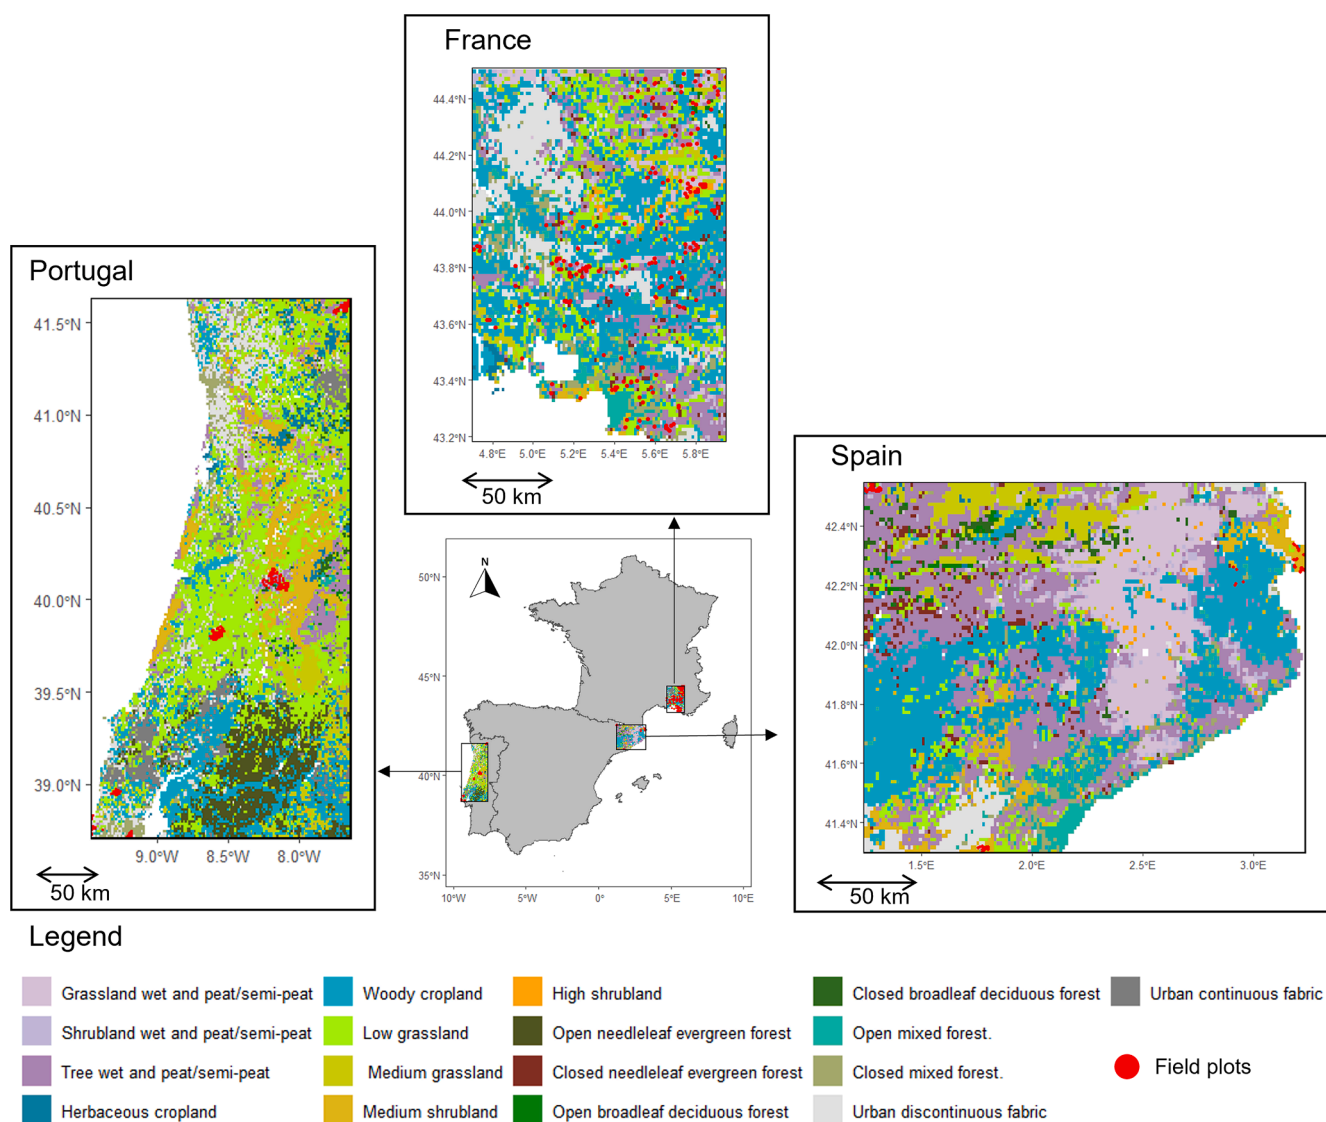 France
44.4°N
44.2°N
44.0°N
43.8°N
43.6°N
43.4°N
43.2°N
4.8°E 5.0°E 5.2°E 5.4°E 5.6°E 5.8°E
50 km
Portugal
41.5°N
41.0°N
40.5°N
40.0°N
39.5°N
39.0°N
9.0°W 8.5°W 8.0°W
50 km
Spain
42.4°N
42.2°N
42.0°N
41.8°N
41.6°N
41.4°N
1.5°E 2.0°E 2.5°E 3.0°E
50 km
N
50°N
45°N
40°N
35°N
10°W 5°W 0° 5°E 10°E
Legend
Grassland wet and peat/semi-peat
Shrubland wet and peat/semi-peat
Tree wet and peat/semi-peat
Herbaceous cropland
Woody cropland
Low grassland
Medium grassland
Medium shrubland
High shrubland
Open needleleaf evergreen forest
Closed needleleaf evergreen forest
Open broadleaf deciduous forest
Closed broadleaf deciduous forest
Open mixed forest.
Closed mixed forest.
Urban discontinuous fabric
Urban continuous fabric
Field plots